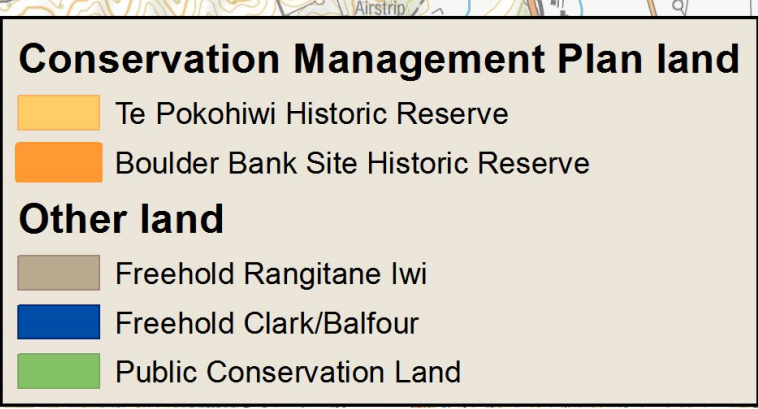 Airstrip
Conservation Management Plan land
Te Pokohiwi Historic Reserve
Boulder Bank Site Historic Reserve
Other land
Freehold Rangitane Iwi
Freehold Clark/Balfour
Public Conservation Land